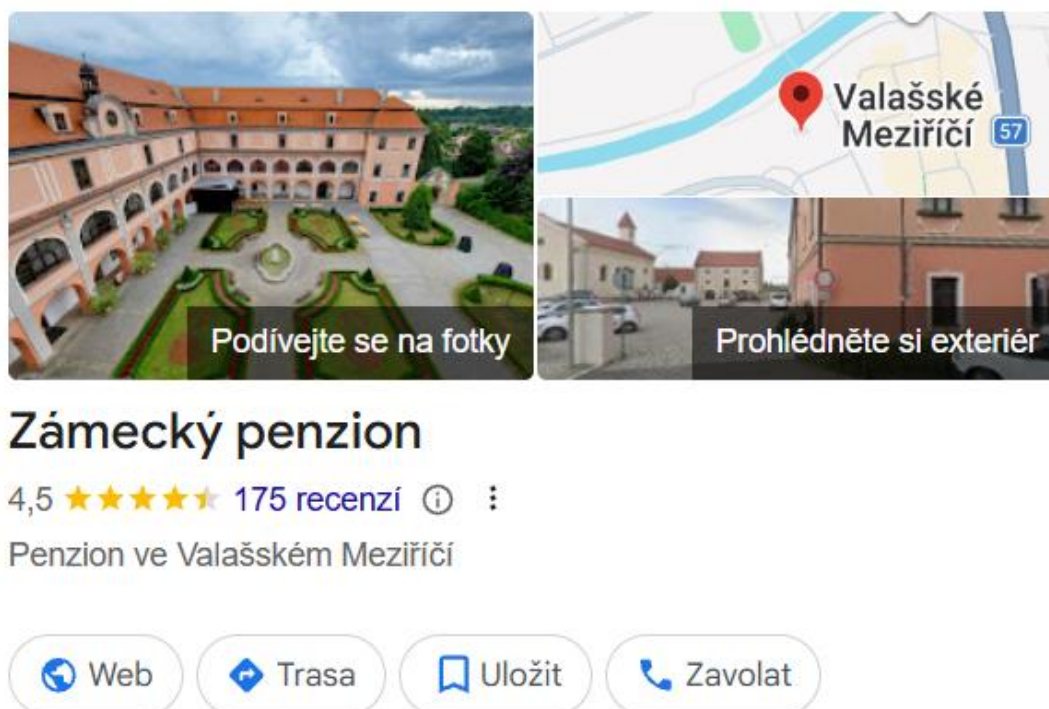 Valašské
Meziříčí
57
Podívejte se na fotky
Prohlédněte si exteriér
Zámecký penzion
4,5 175 recenzí
Penzion ve Valašském Meziříčí
Web Trasa Uložit Zavolat